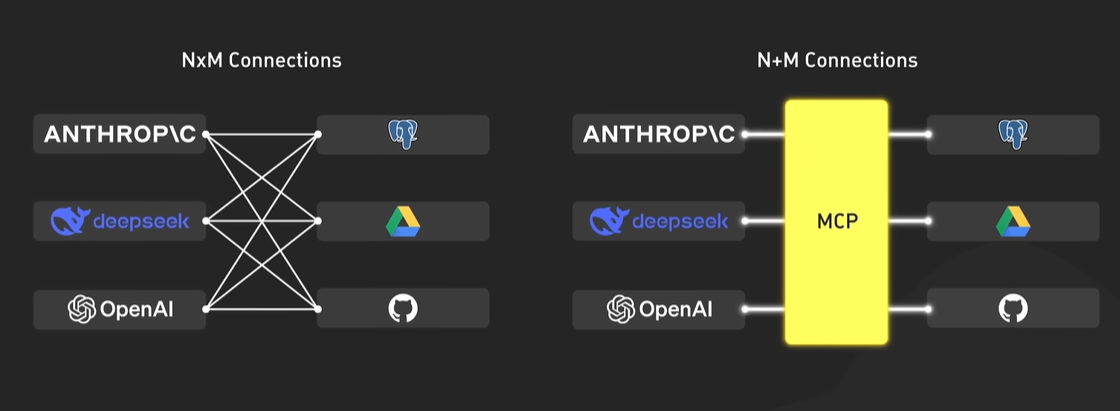 NxM Connections
ANTHROP\C
deepseek
OpenAI
N+M Connections
ANTHROP\C
deepseek
OpenAI
MCP